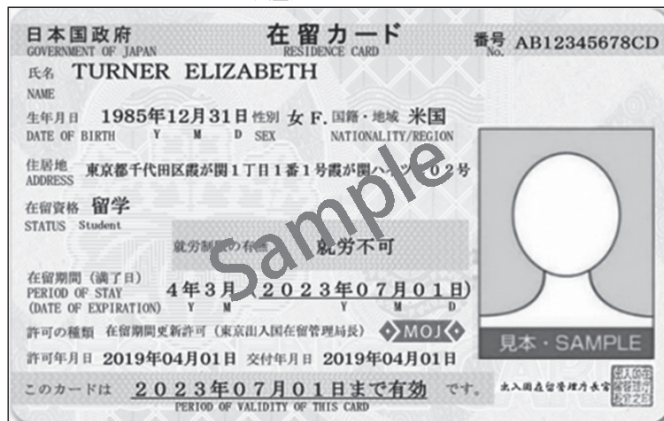 日本国政府 在留カード 番号 AB12345678CD
GOVERNMENT OF JAPAN RESIDENCE CARD No.
氏名 TURNER ELIZABETH
NAME
生年月日 1985年12月31日 性別 女 F. 国籍・地域 米国
DATE OF BIRTH Y M D SEX NATIONALITY/REGION
住居地 東京都千代田区霞が関1丁目1番1号霞が関ハイツ 02号
ADDRESS
在留資格 留学
STATUS Student
就労制限の有無 就労不可
在留期間(満了日) 4年3月(2023年07月01日)
PERIOD OF STAY
(DATE OF EXPIRATION) Y M Y M D
許可の種類 在留期間更新許可(東京出入国在留管理局長) MOJ
許可年月日 2019年04月01日 交付年月日 2019年04月01日
このカードは 2023年07月01日まで有効 です。
PERIOD OF VALIDITY OF THIS CARD
見本・SAMPLE
出入国在留管理庁長官
Sample